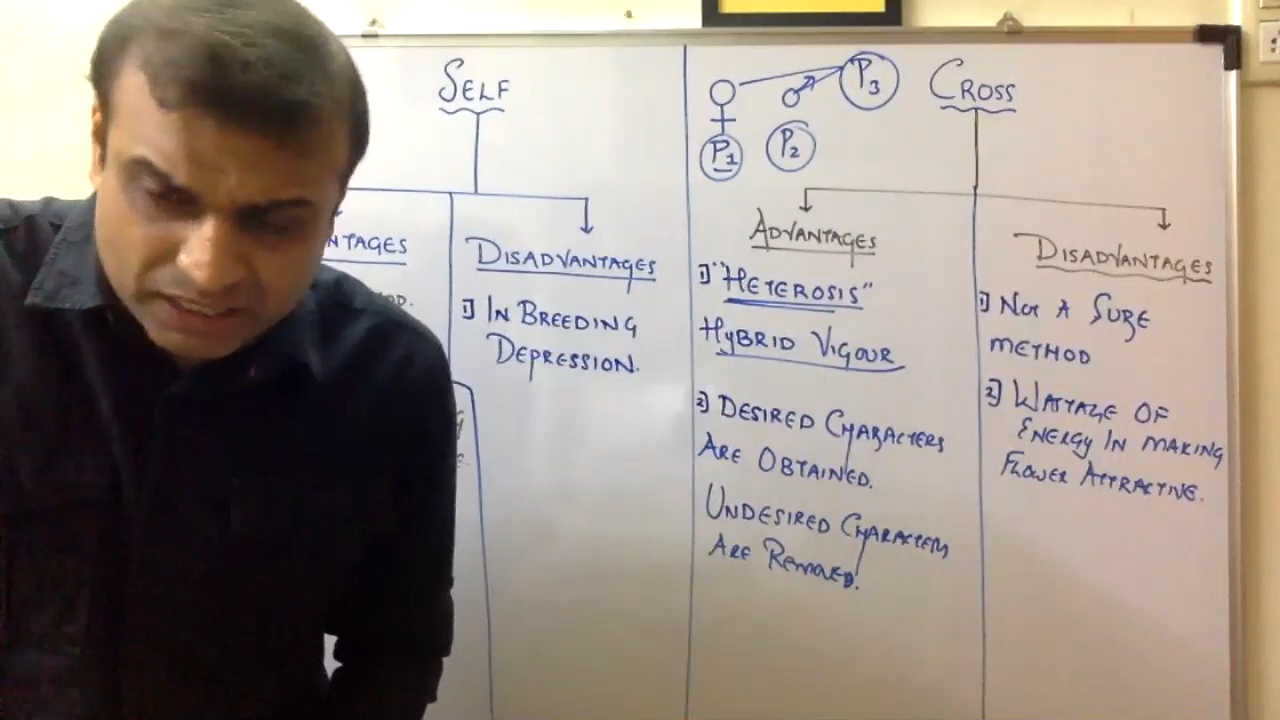 SELF
NTAGES
OD.
DISADVANTAGES
1] IN BREEDING
DEPRESSION.
P1
P2
P3
CROSS
ADVANTAGES
1] "HETEROSIS"
HYBRID VIGOUR
2] DESIRED CHARACTERS
ARE OBTAINED.
UNDESIRED CHARACTERS
ARE REMOVED.
DISADVANTAGES
1] NOT A SURE
METHOD
2] WASTAGE OF
ENERGY IN MAKING
FLOWER ATTRACTIVE.